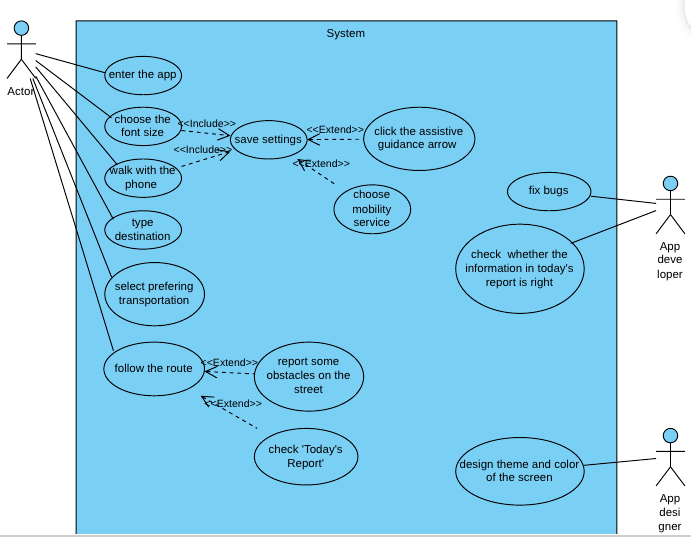 System
enter the app
Actor
choose the
font size
<<Include>>
save settings
<<Extend>>
click the assistive
guidance arrow
<<Include>>
walk with the
phone
<<Extend>>
choose
mobility
service
fix bugs
type
destination
check  whether the
information in today's
report is right
App
deve
loper
select prefering
transportation
follow the route
<<Extend>>
report some
obstacles on the
street
<<Extend>>
check 'Today's
Report'
design theme and color
of the screen
App
desi
gner